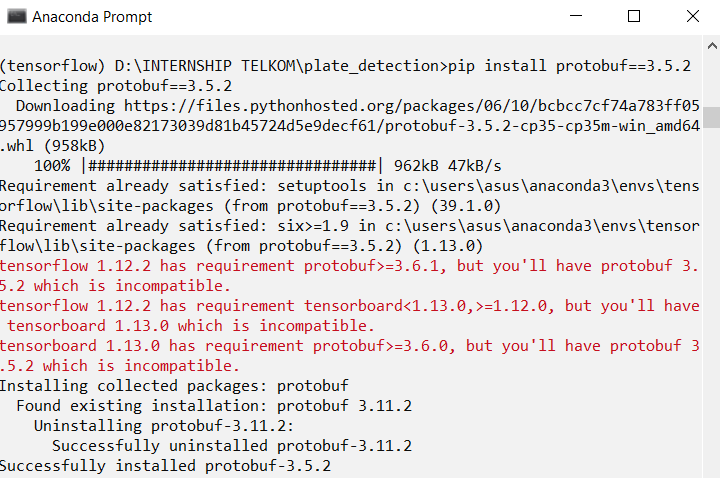 Anaconda Prompt
(tensorflow) D:\INTERNSHIP TELKOM\plate_detection>pip install protobuf==3.5.2
Collecting protobuf==3.5.2
  Downloading https://files.pythonhosted.org/packages/06/10/bcbcc7cf74a783ff05
957999b199e000e82173039d81b45724d5e9decf61/protobuf-3.5.2-cp35-cp35m-win_amd64
.whl (958kB)
    100% |################################| 962kB 47kB/s
Requirement already satisfied: setuptools in c:\users\asus\anaconda3\envs\tens
orflow\lib\site-packages (from protobuf==3.5.2) (39.1.0)
Requirement already satisfied: six>=1.9 in c:\users\asus\anaconda3\envs\tensor
flow\lib\site-packages (from protobuf==3.5.2) (1.13.0)
tensorflow 1.12.2 has requirement protobuf>=3.6.1, but you'll have protobuf 3.
5.2 which is incompatible.
tensorflow 1.12.2 has requirement tensorboard<1.13.0,>=1.12.0, but you'll have
 tensorboard 1.13.0 which is incompatible.
tensorboard 1.13.0 has requirement protobuf>=3.6.0, but you'll have protobuf 3
.5.2 which is incompatible.
Installing collected packages: protobuf
  Found existing installation: protobuf 3.11.2
    Uninstalling protobuf-3.11.2:
      Successfully uninstalled protobuf-3.11.2
Successfully installed protobuf-3.5.2